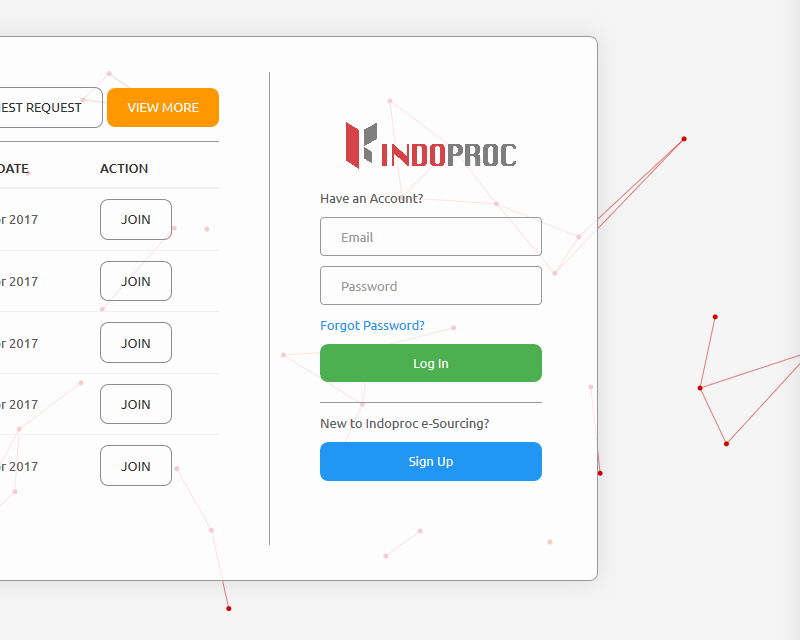 EST REQUEST
VIEW MORE
DATE
ACTION
r 2017
JOIN
r 2017
JOIN
r 2017
JOIN
r 2017
JOIN
r 2017
JOIN
INDOPROC
Have an Account?
Email
Password
Forgot Password?
Log In
New to Indoproc e-Sourcing?
Sign Up